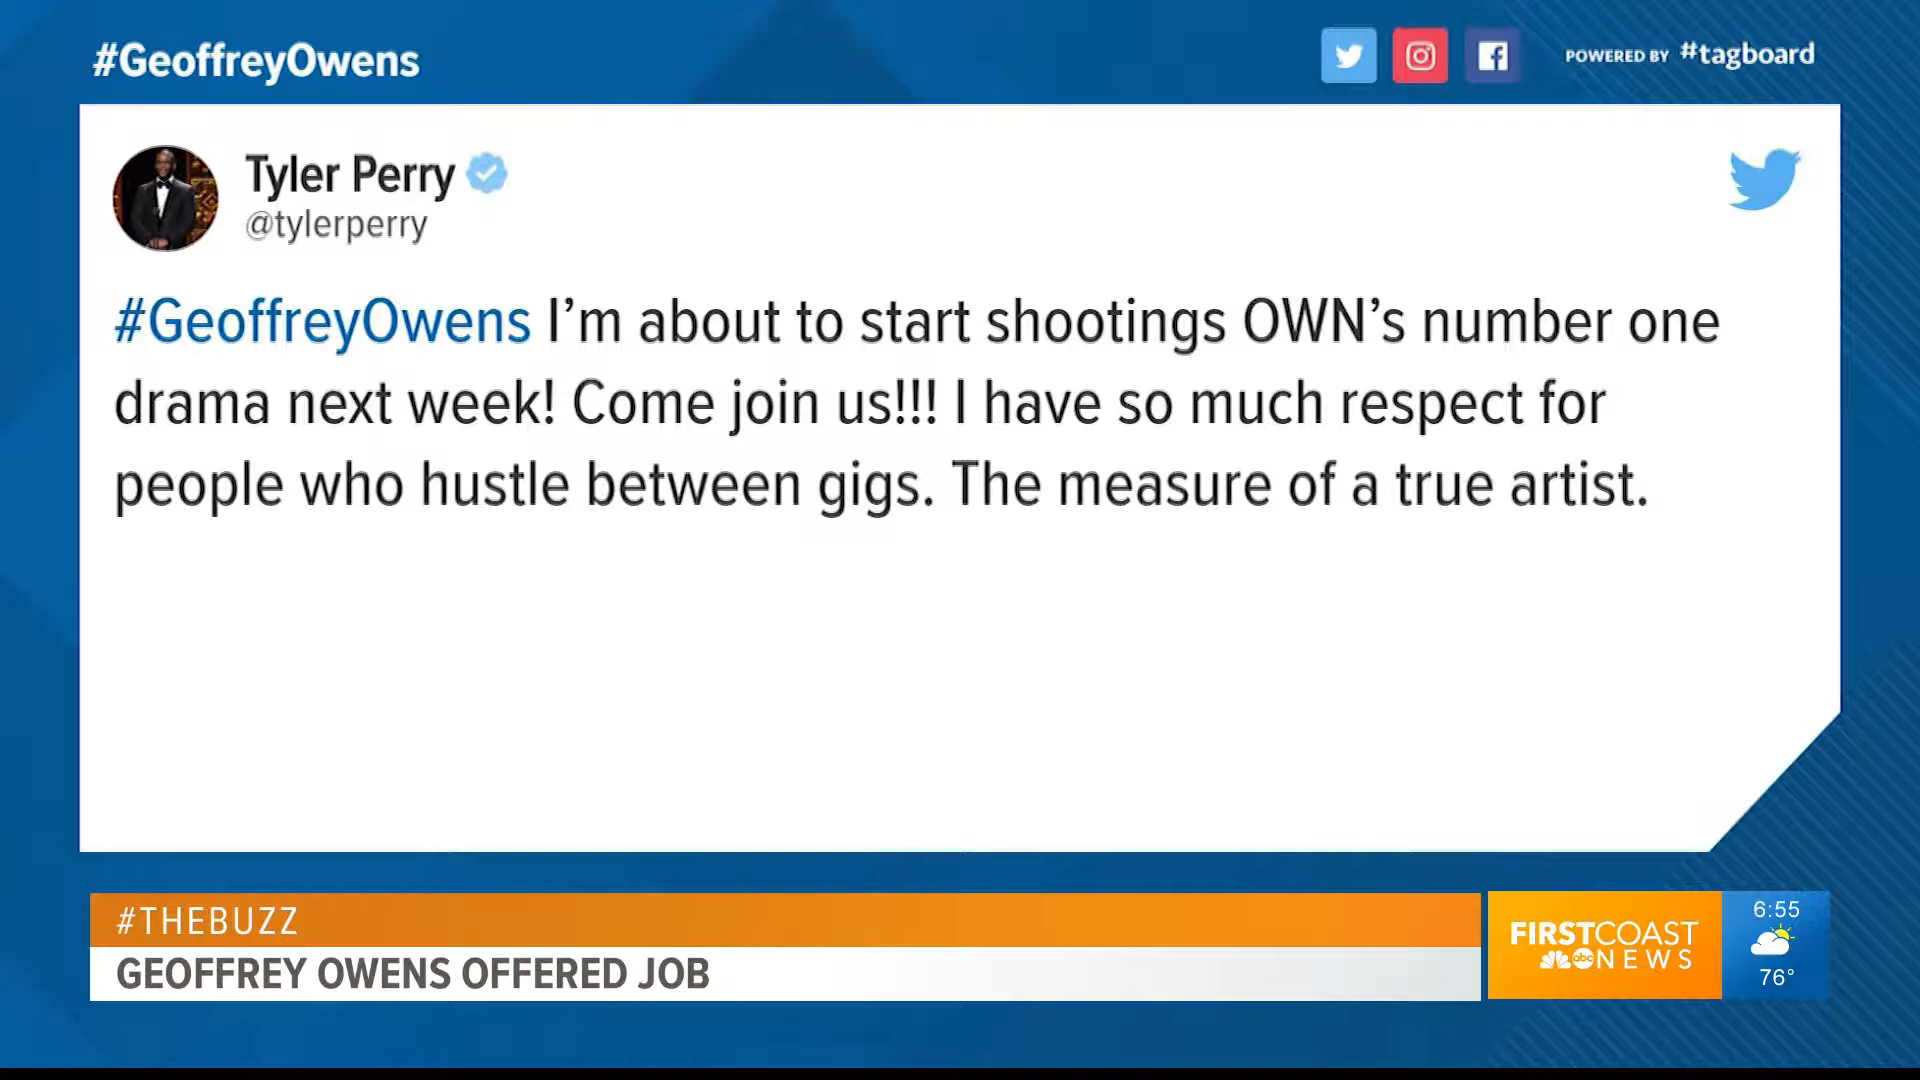 #GeoffreyOwens
POWERED BY #tagboard
Tyler Perry
@tylerperry
#GeoffreyOwens I’m about to start shootings OWN’s number one
drama next week! Come join us!!! I have so much respect for
people who hustle between gigs. The measure of a true artist.
#THEBUZZ
GEOFFREY OWENS OFFERED JOB
FIRSTCOAST
abc NEWS
6:55
76°